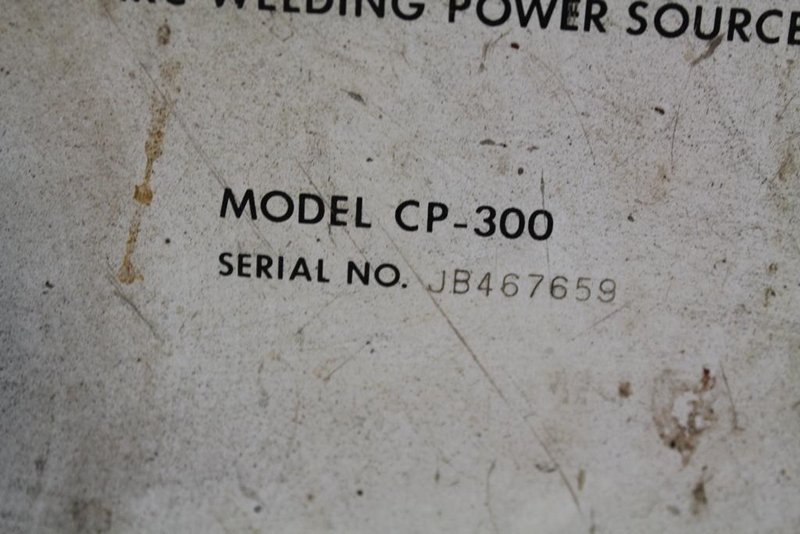 WELDING POWER SOURCE
MODEL CP-300
SERIAL NO. JB467659